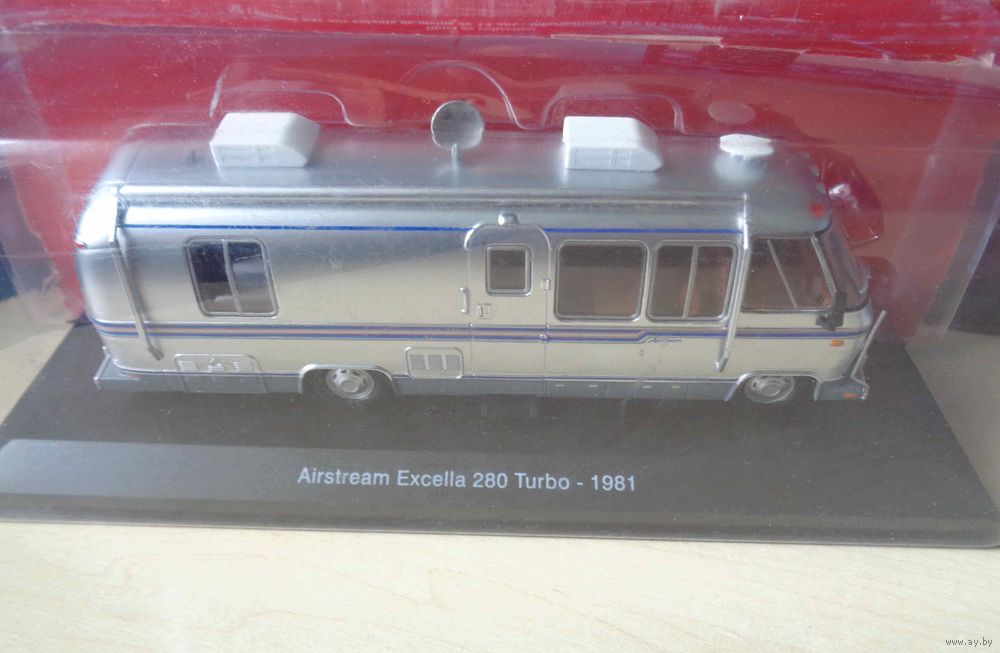 Airstream Excella 280 Turbo - 1981
www.ay.by